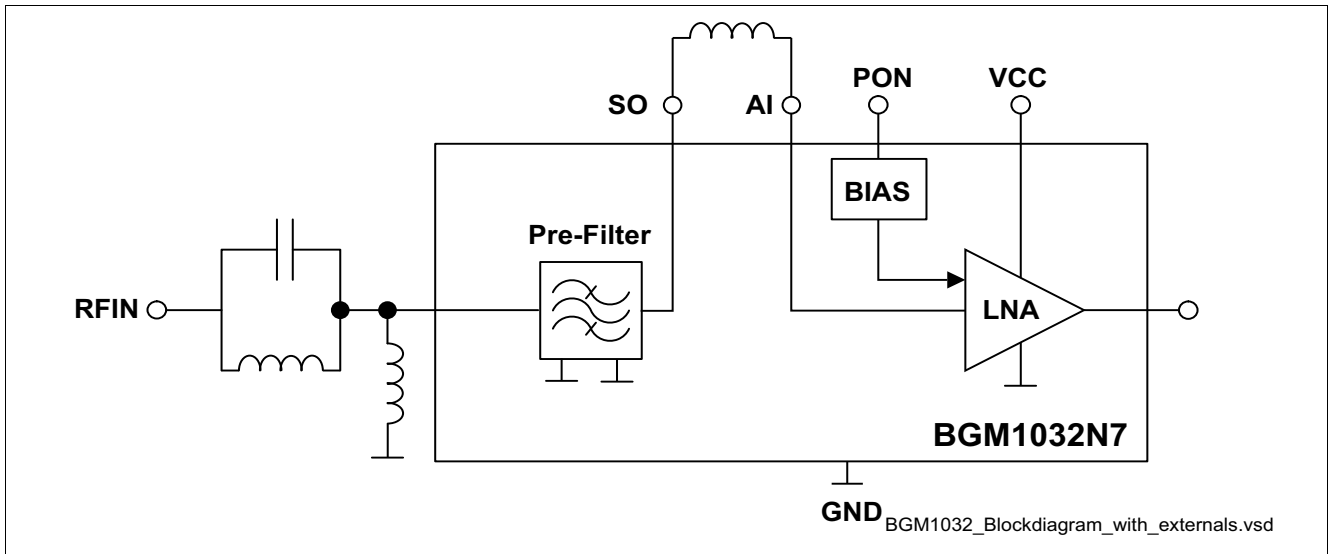 SO
AI
PON
VCC
BIAS
Pre-Filter
RFIN
LNA
BGM1032N7
GND
BGM1032_Blockdiagram_with_externals.vsd